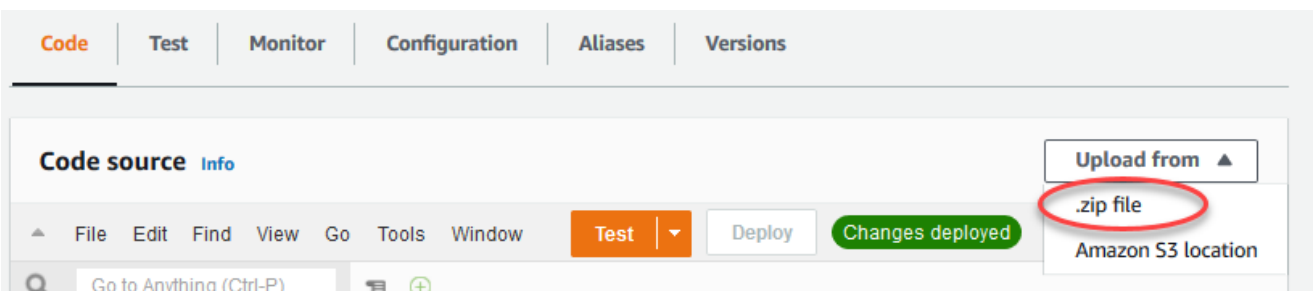 Code Test Monitor Configuration Aliases Versions
Code source Info
Upload from
.zip file
Amazon S3 location
File Edit Find View Go Tools Window Test Deploy Changes deployed
Go to Anything (Ctrl-P)